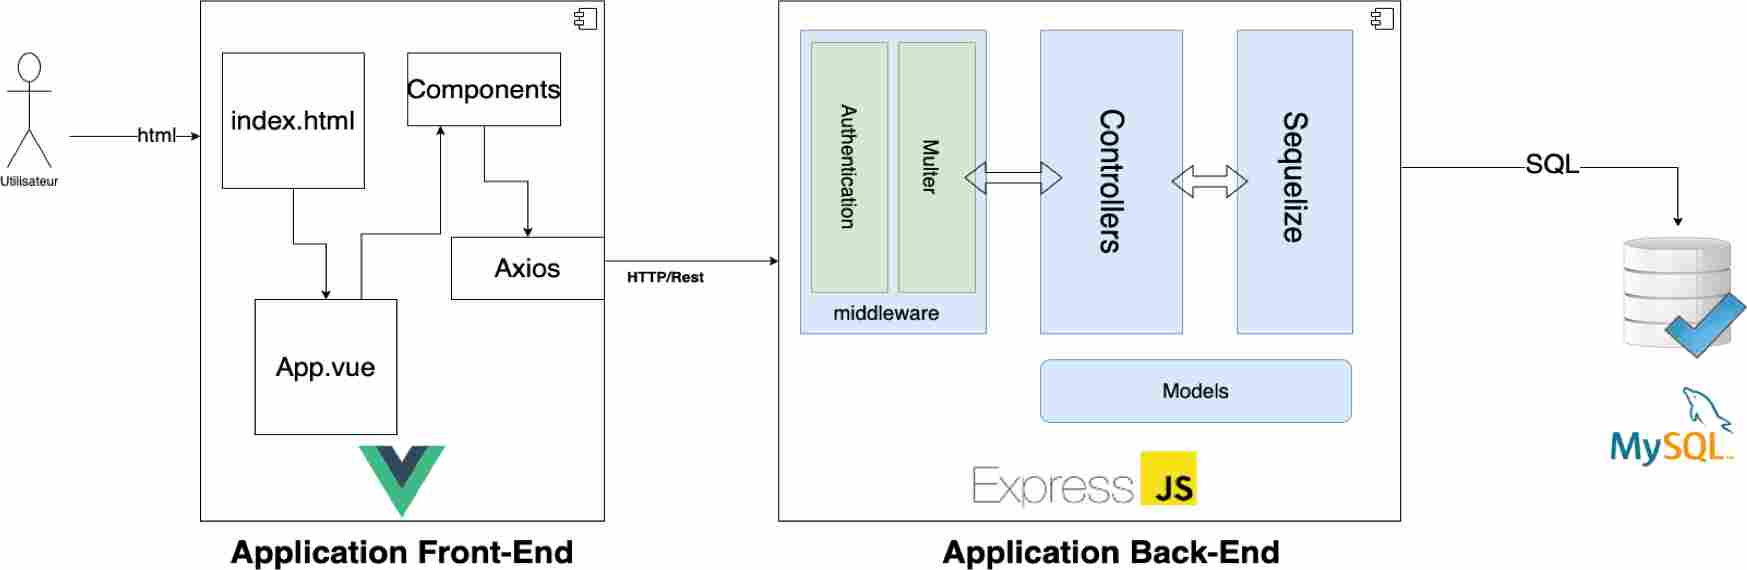 Utilisateur
html
index.html
Components
Axios
App.vue
Application Front-End
HTTP/Rest
Authentication
Multer
middleware
Controllers
Sequelize
Models
Express JS
Application Back-End
SQL
MySQL